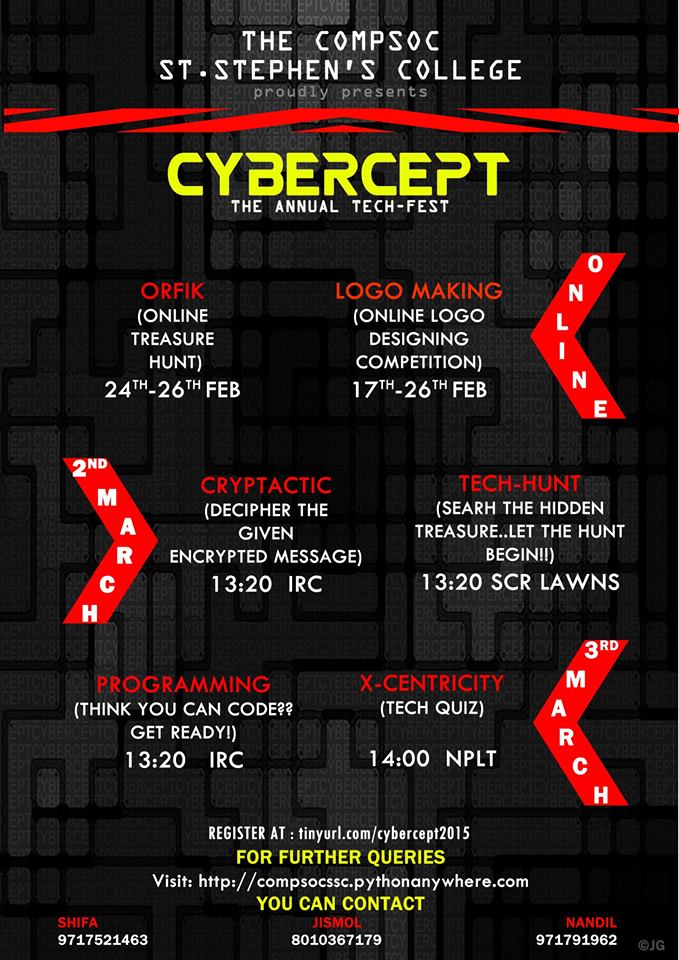 THE COMPSOC
ST.STEPHEN'S COLLEGE
proudly presents
CYBERCEPT
THE ANNUAL TECH-FEST
ORFIK
(ONLINE
TREASURE
HUNT)
24TH-26TH FEB
LOGO MAKING
(ONLINE LOGO
DESIGNING
COMPETITION)
17TH-26TH FEB
ONLINE
2ND MARCH
CRYPTACTIC
(DECIPHER THE
GIVEN
ENCRYPTED MESSAGE)
13:20 IRC
TECH-HUNT
(SEARH THE HIDDEN
TREASURE..LET THE HUNT
BEGIN!!)
13:20 SCR LAWNS
PROGRAMMING
(THINK YOU CAN CODE??
GET READY!)
13:20 IRC
X-CENTRICITY
(TECH QUIZ)
14:00 NPLT
3RD MARCH
REGISTER AT : tinyurl.com/cybercept2015
FOR FURTHER QUERIES
Visit: http://compsocssc.pythonanywhere.com
YOU CAN CONTACT
SHIFA
9717521463
JISMOL
8010367179
NANDIL
971791962
©JG